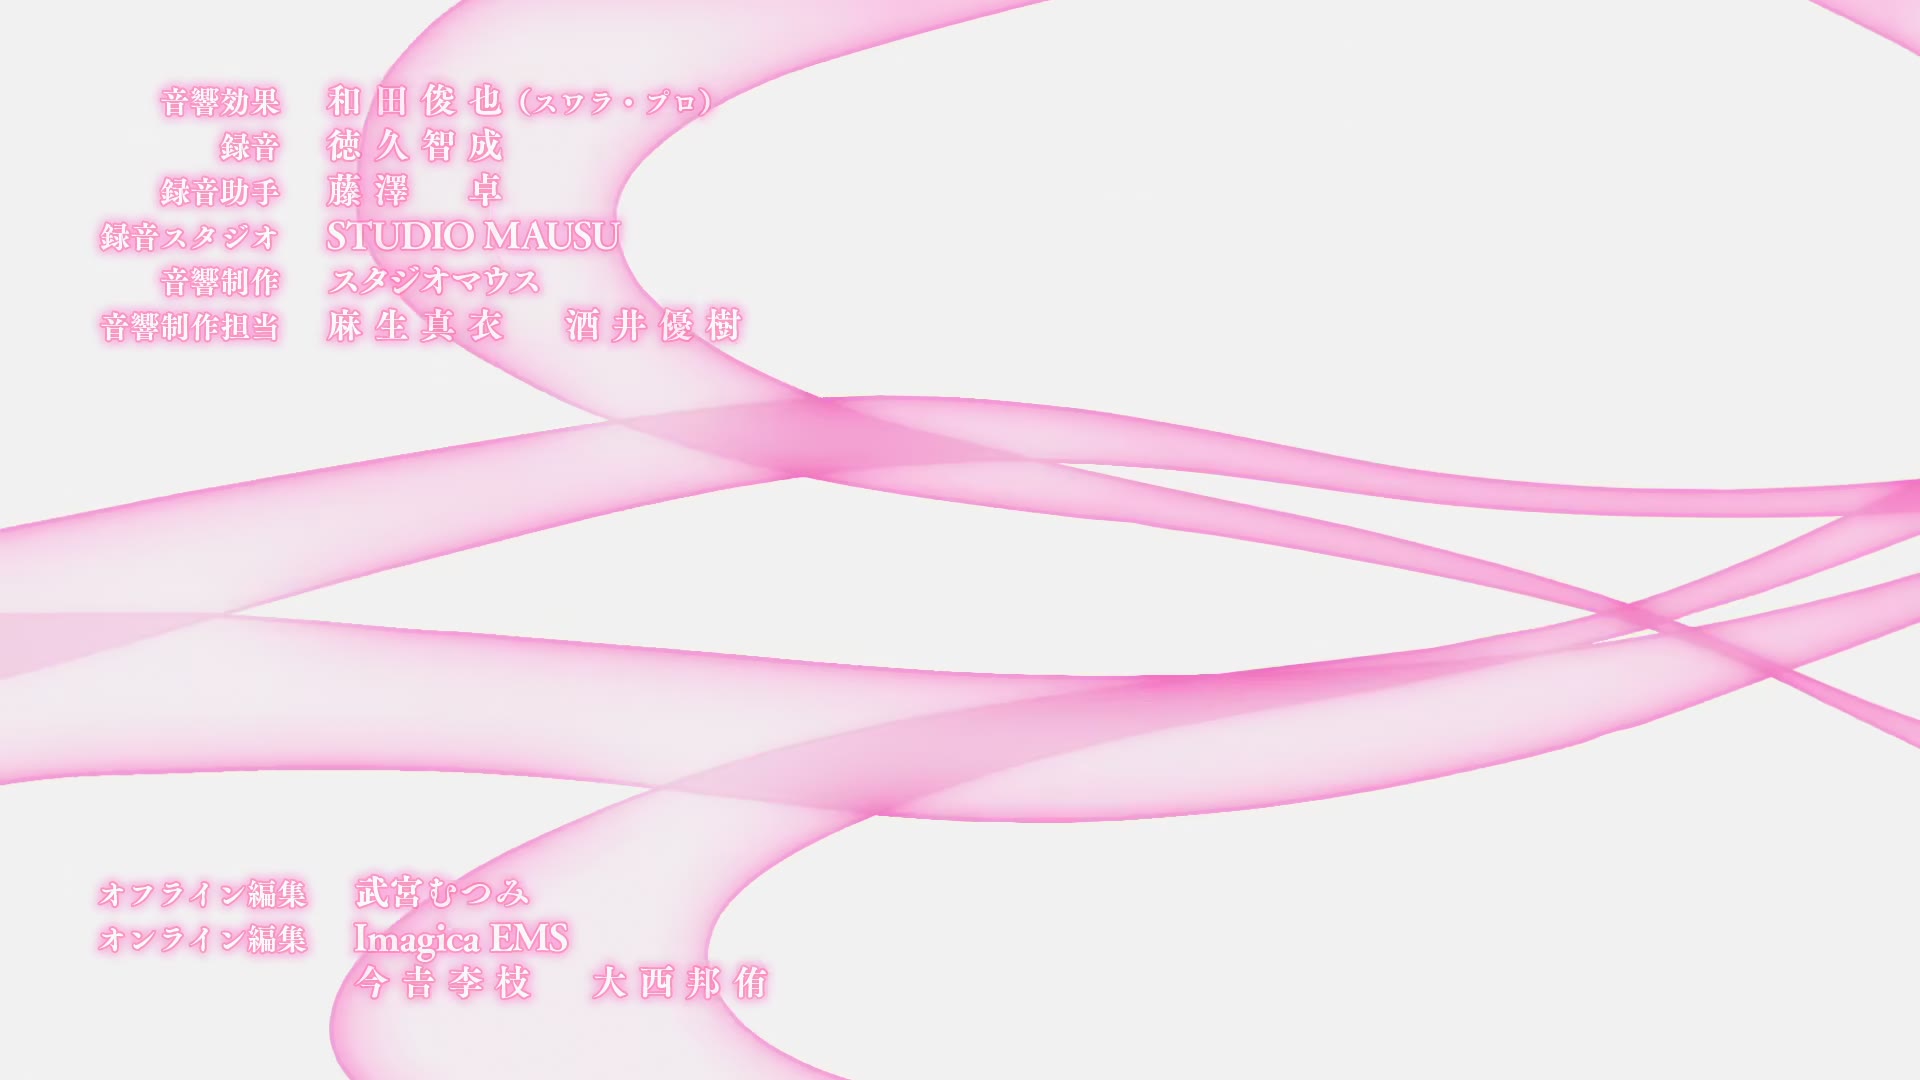 音響効果　和田俊也（スワラ・プロ）
録音　徳久智成
録音助手　藤澤　卓
録音スタジオ　STUDIO MAUSU
音響制作　スタジオマウス
音響制作担当　麻生真衣　酒井優樹
オフライン編集　武宮むつみ
オンライン編集　Imagica EMS
今𠮷李枝　大西邦侑